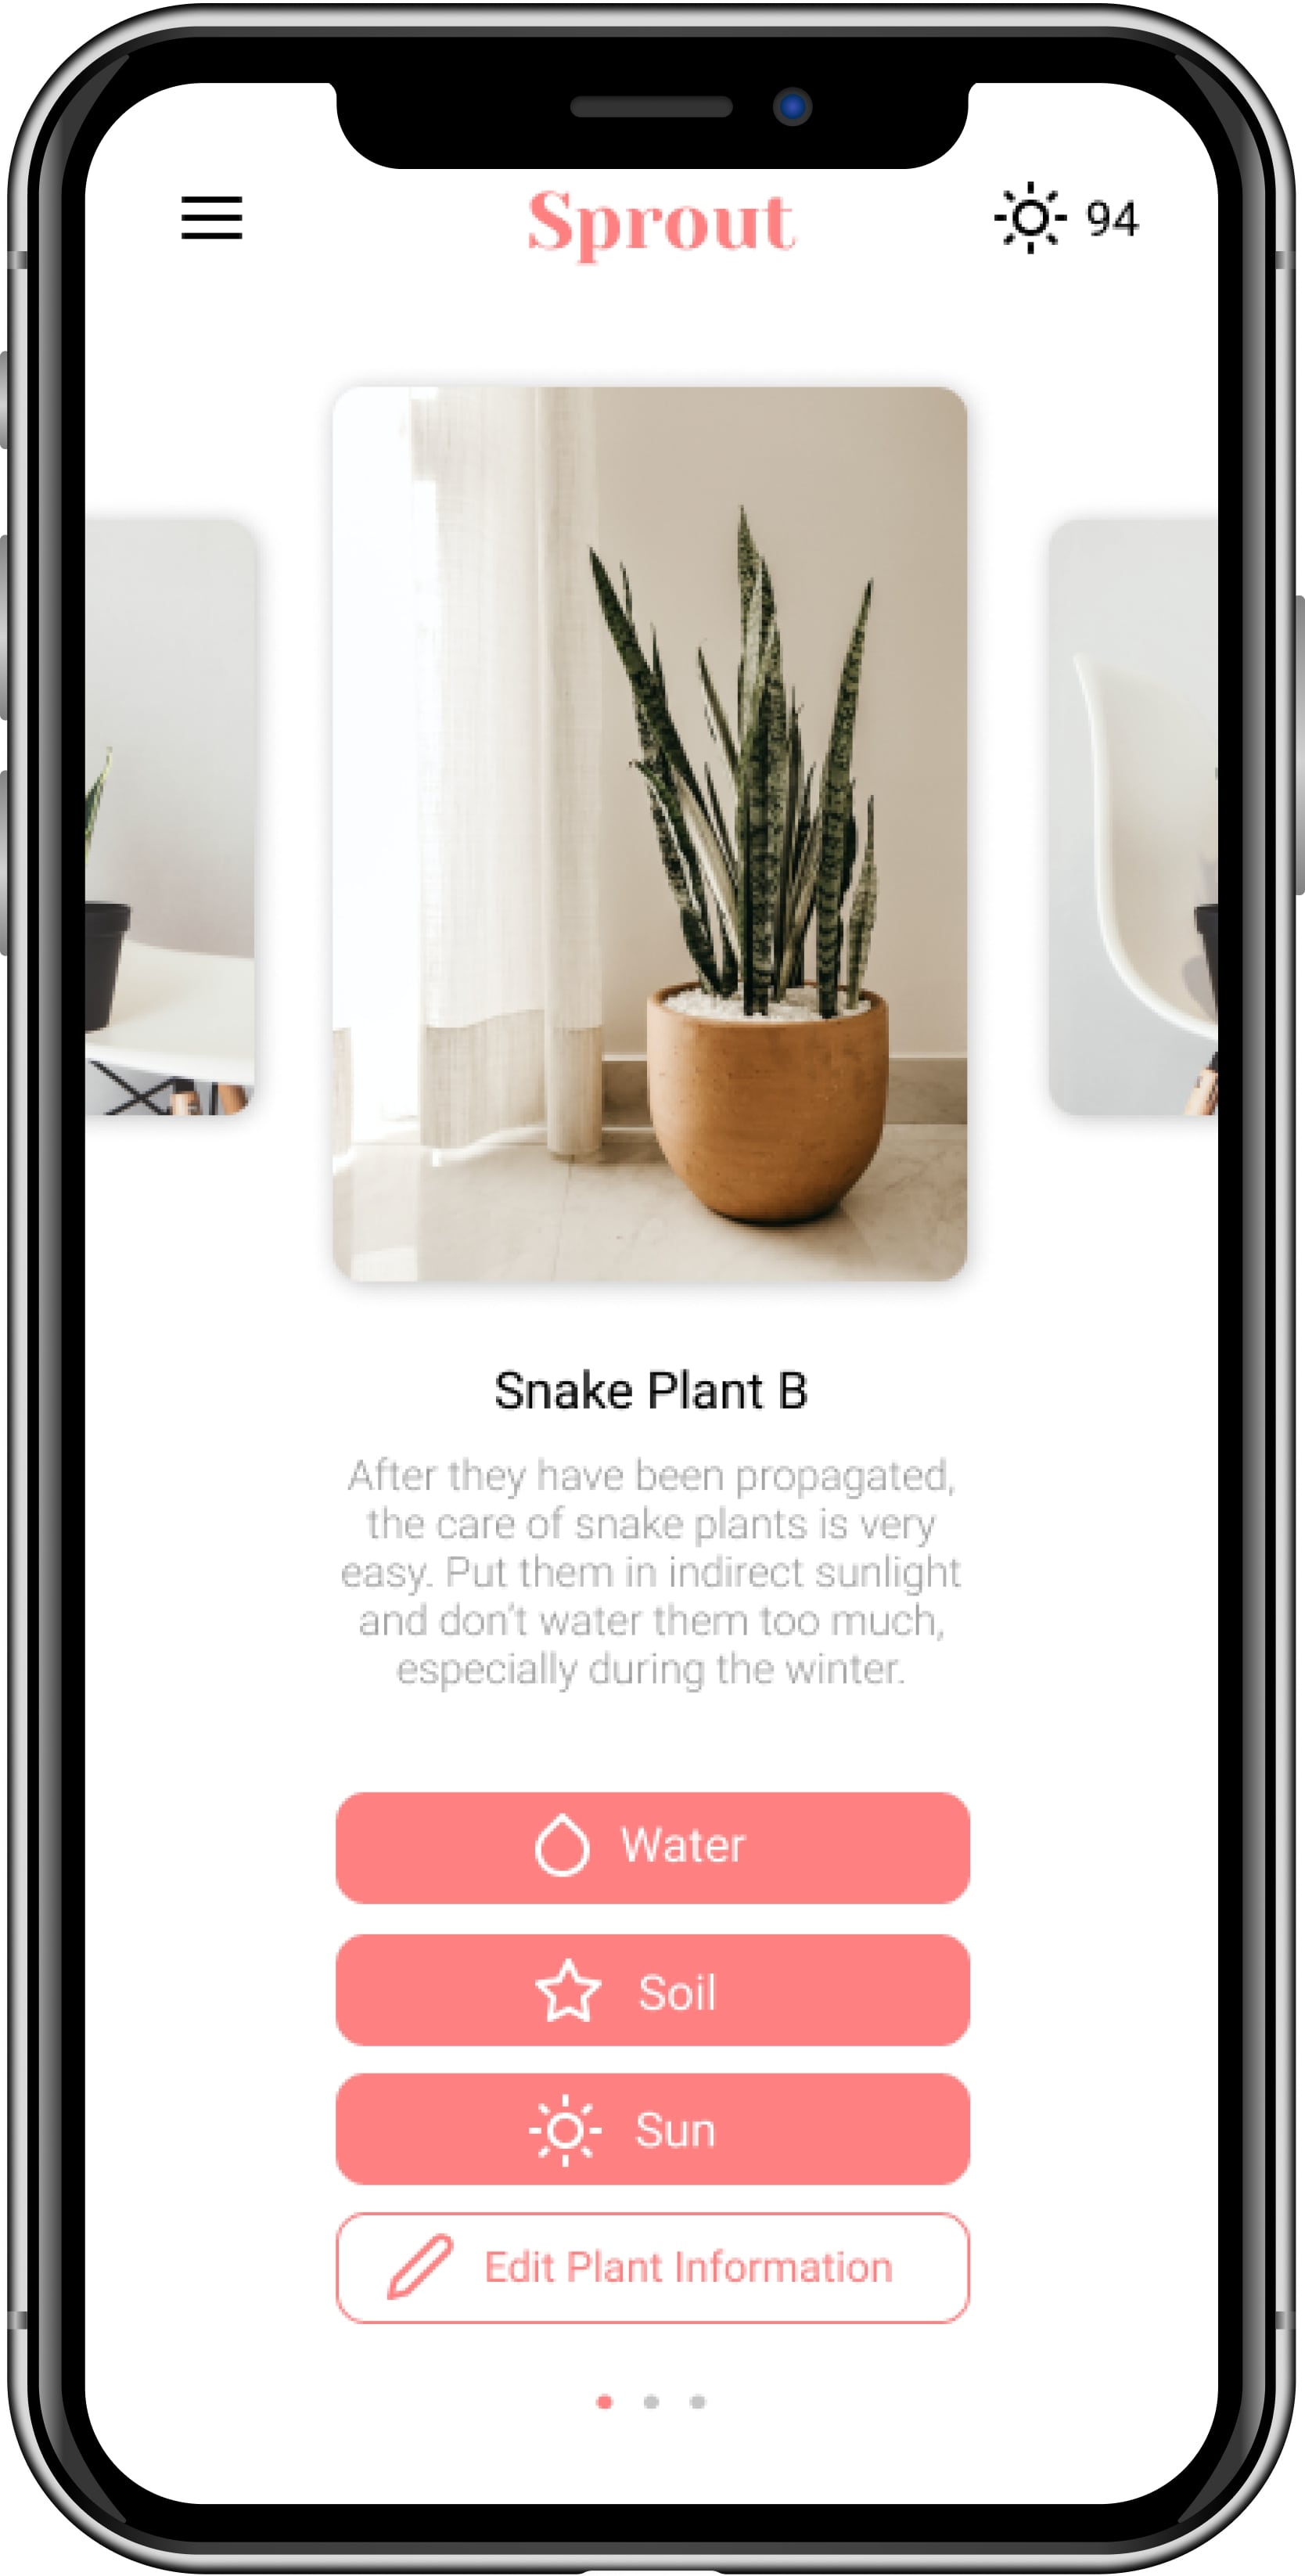 Sprout
94
Snake Plant B
After they have been propagated,
the care of snake plants is very
easy. Put them in indirect sunlight
and don’t water them too much,
especially during the winter.
Water
Soil
Sun
Edit Plant Information